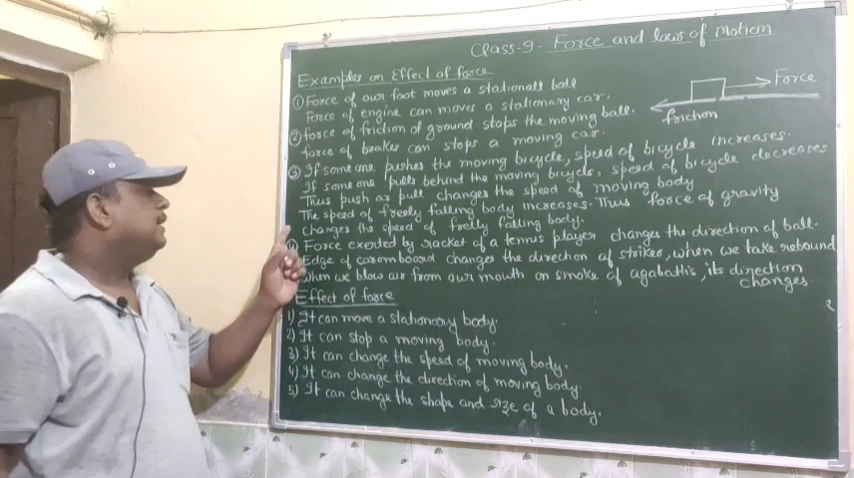 Class-9. Force and laws of Motion
Examples on Effect of force
① Force of our foot moves a stationall ball
Force of engine can moves a stationary car.
② force of friction of ground stops the moving ball.
force of brakes can stops a moving car.
③ If some one pushes the moving bicycle, speed of bicycle increases.
If some one pulls behind the moving bicycle, speed of bicycle decreases
Thus push or pull changes the speed of moving body
The speed of freely falling body increases. Thus force of gravity
changes the speed of frelly falling body.
④ Force exerted by racket of a tennis player changes the direction of ball.
Edge of caromboard changes the direction of striker, when we take rebound
when we blow air from our mouth on smoke of agabattis, its direction
changes
Force
friction
Effect of force
1) It can move a stationory body.
2) It can stop a moving body.
3) It can change the speed of moving body.
4) It can change the direction of moving body.
5) It can change the shape and size of a body.